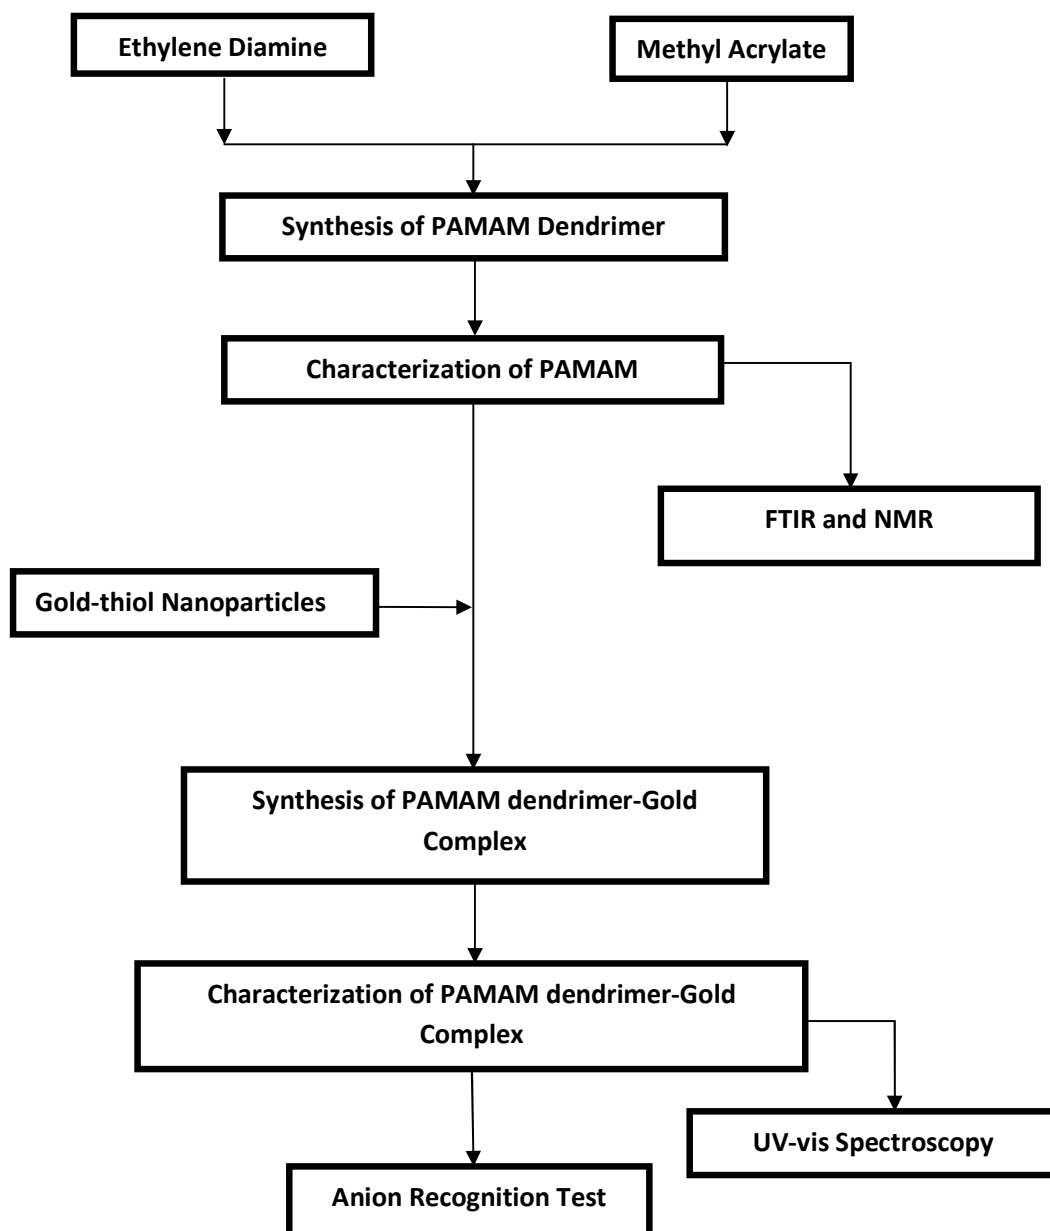 Ethylene Diamine
Methyl Acrylate
Synthesis of PAMAM Dendrimer
Characterization of PAMAM
FTIR and NMR
Gold-thiol Nanoparticles
Synthesis of PAMAM dendrimer-Gold
Complex
Characterization of PAMAM dendrimer-Gold
Complex
UV-vis Spectroscopy
Anion Recognition Test